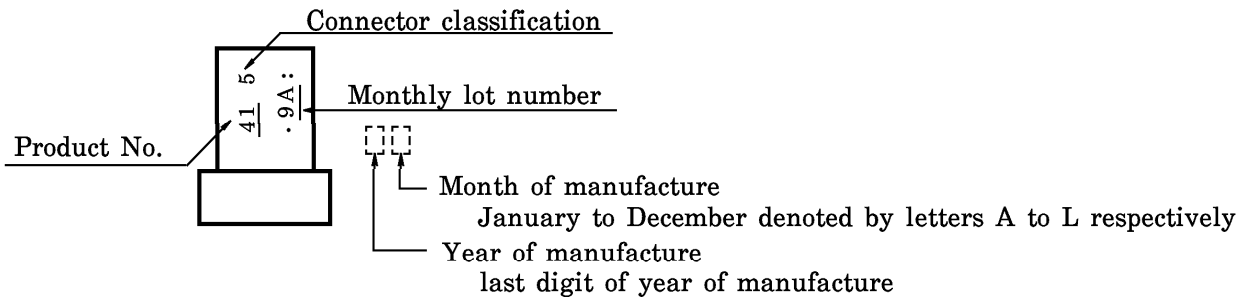 Connector classification
41 5
.9A:
Monthly lot number
Product No.
Month of manufacture
January to December denoted by letters A to L respectively
Year of manufacture
last digit of year of manufacture